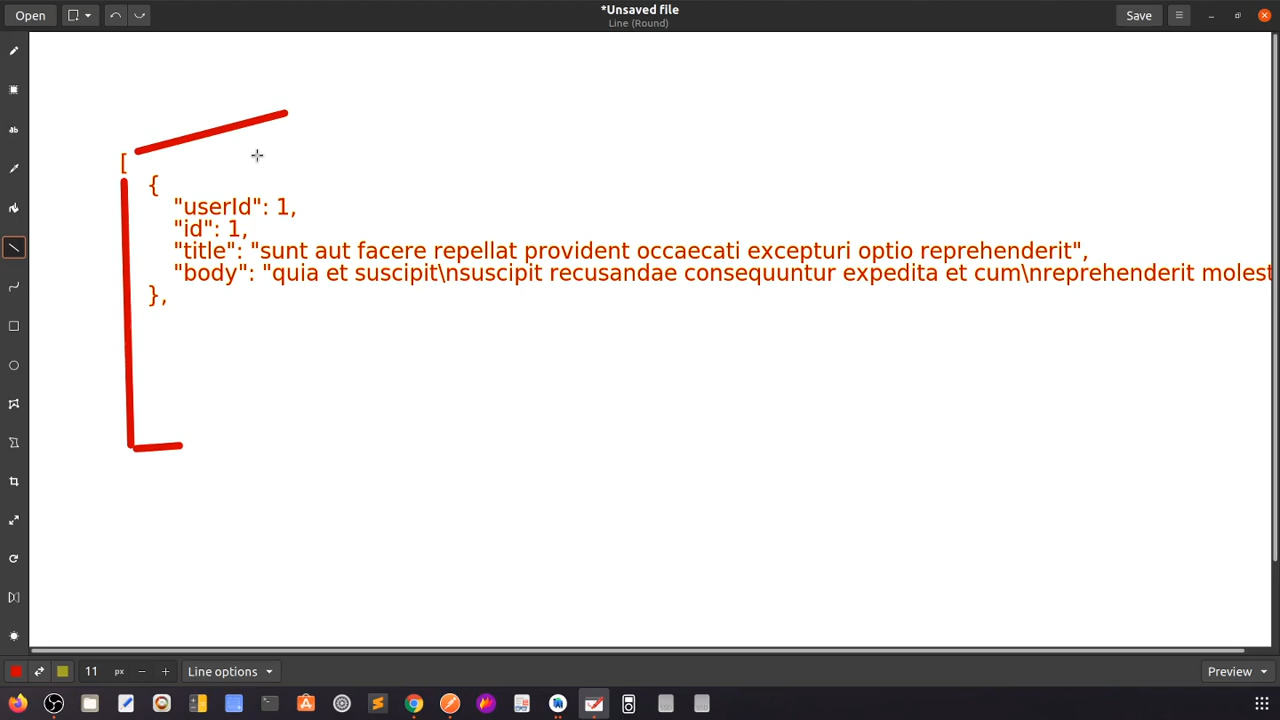 Open
*Unsaved file
Line (Round)
Save
[
{
"userId": 1,
"id": 1,
"title": "sunt aut facere repellat provident occaecati excepturi optio reprehenderit",
"body": "quia et suscipit\nsuscipit recusandae consequuntur expedita et cum\nreprehenderit molest
},
11 px
Line options
Preview